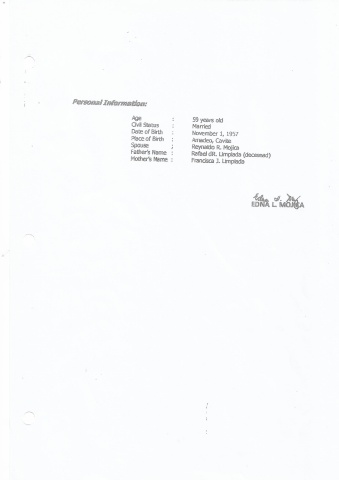 Personal Information:
Age : 59 years old
Civil Status : Married
Date of Birth : November 1, 1957
Place of Birth : Amadeo, Cavite
Spouse : Reynaldo R. Mojica
Father's Name : Rafael dR. Limpiada (deceased)
Mother's Name : Francisca J. Limpiada
EDNA L. MOJICA